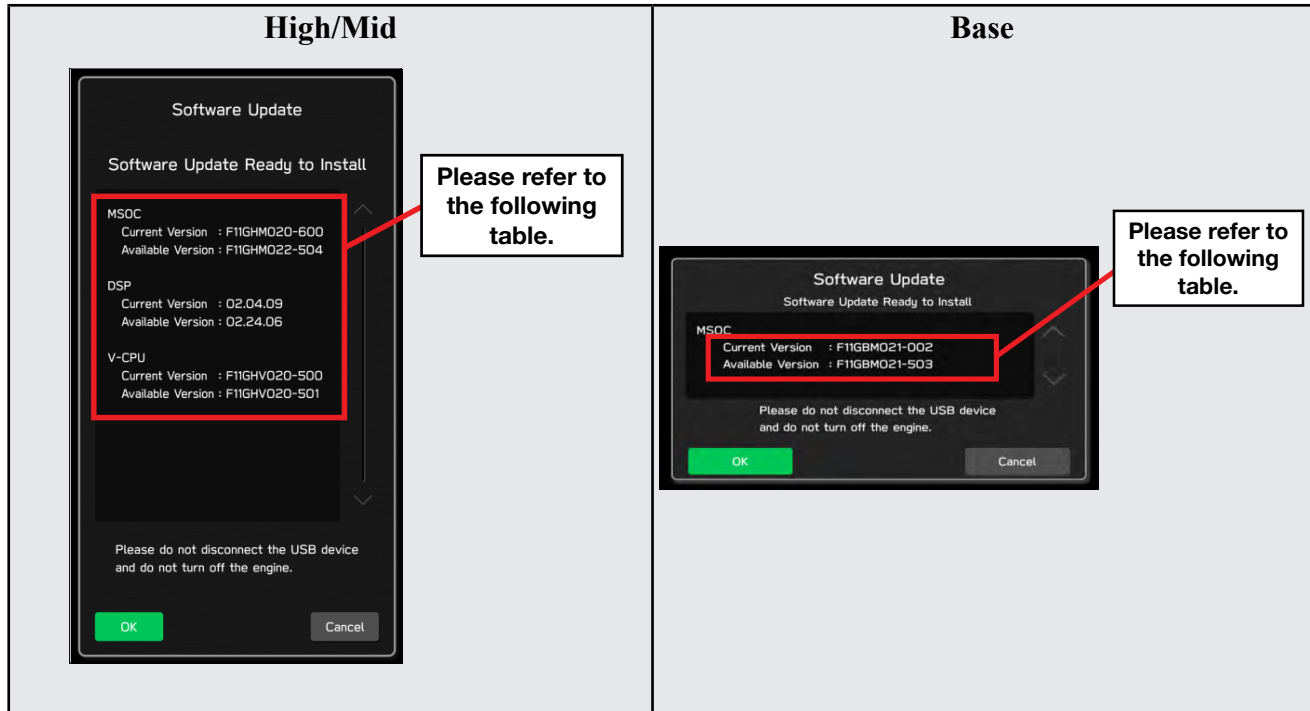 High/Mid
Software Update
Software Update Ready to Install
MSOC
Current Version : F11GHM020-600
Available Version : F11GHM022-504
DSP
Current Version : 02.04.09
Available Version : 02.24.06
V-CPU
Current Version : F11GHV020-500
Available Version : F11GHV020-501
Please do not disconnect the USB device
and do not turn off the engine.
OK
Cancel
Please refer to
the following
table.
Base
Software Update
Software Update Ready to Install
MSOC
Current Version : F11GBM021-002
Available Version : F11GBM021-503
Please do not disconnect the USB device
and do not turn off the engine.
OK
Cancel
Please refer to
the following
table.